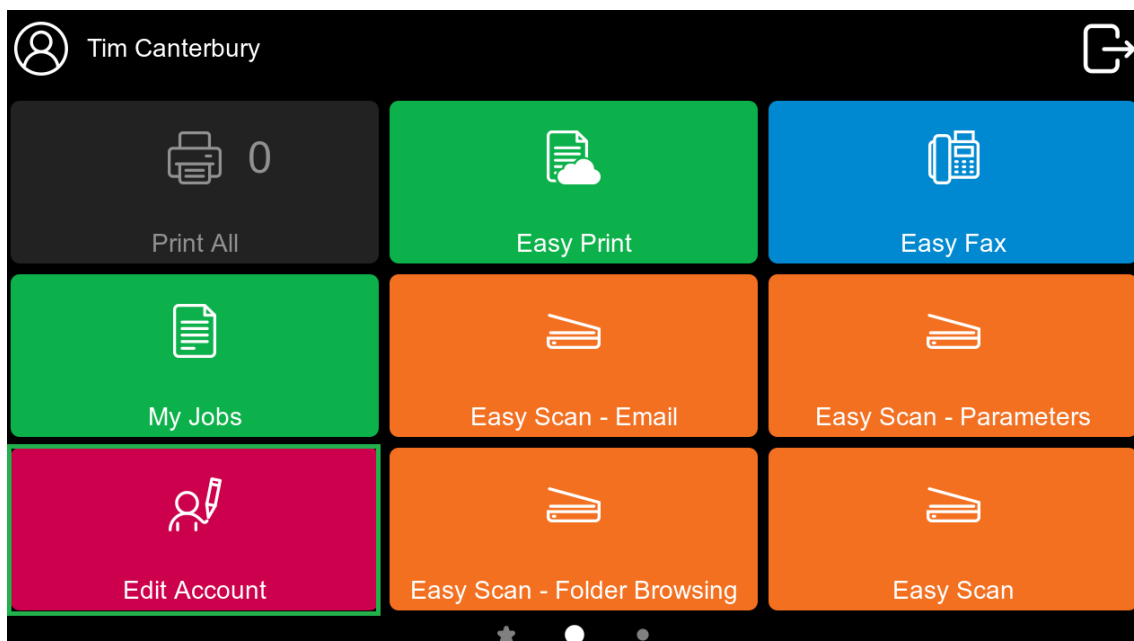 Tim Canterbury
0
Print All
Easy Print
Easy Fax
My Jobs
Easy Scan - Email
Easy Scan - Parameters
Edit Account
Easy Scan - Folder Browsing
Easy Scan